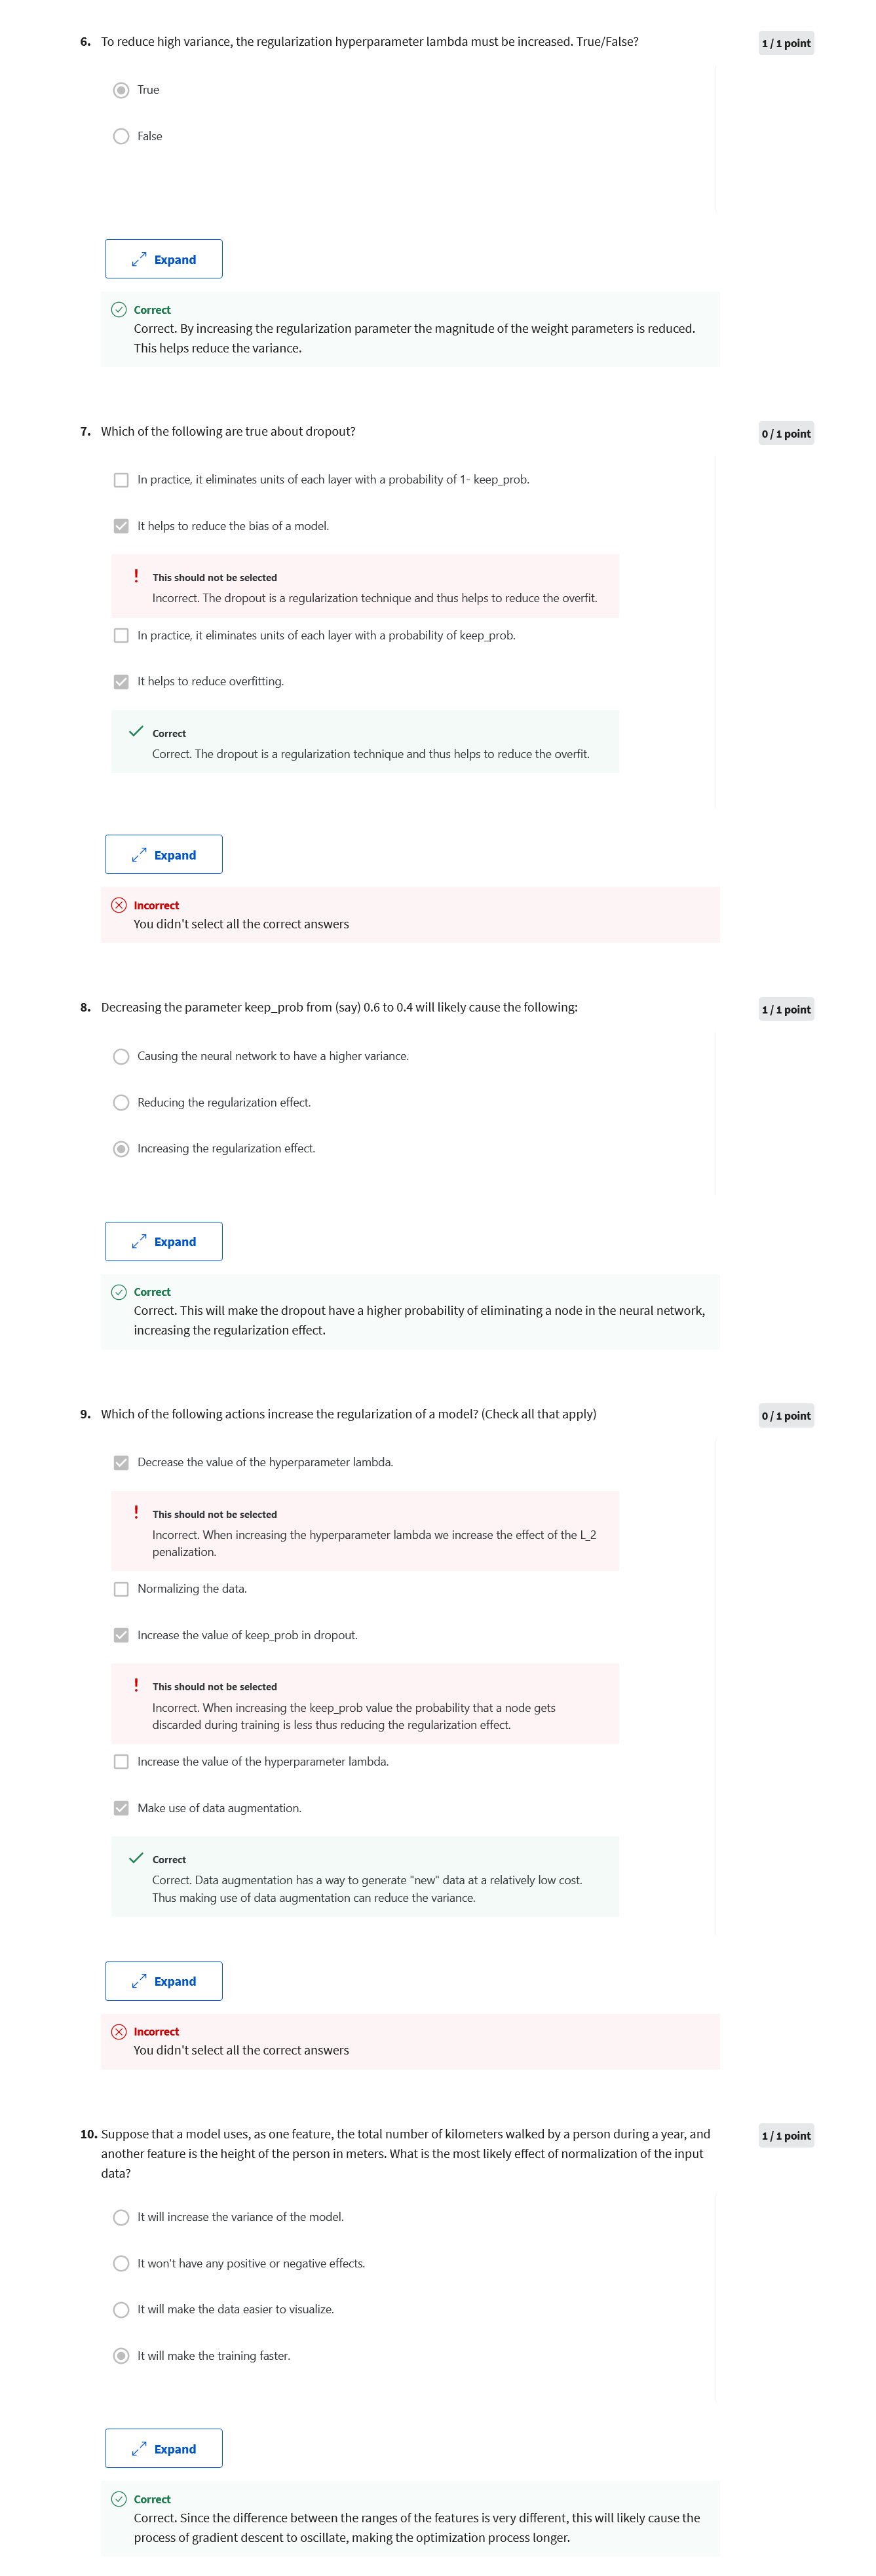 6. To reduce high variance, the regularization hyperparameter lambda must be increased. True/False?
1 / 1 point
True
False
Expand
Correct
Correct. By increasing the regularization parameter the magnitude of the weight parameters is reduced.
This helps reduce the variance.
7. Which of the following are true about dropout?
0 / 1 point
In practice, it eliminates units of each layer with a probability of 1- keep_prob.
It helps to reduce the bias of a model.
! This should not be selected
Incorrect. The dropout is a regularization technique and thus helps to reduce the overfit.
In practice, it eliminates units of each layer with a probability of keep_prob.
It helps to reduce overfitting.
Correct
Correct. The dropout is a regularization technique and thus helps to reduce the overfit.
Expand
Incorrect
You didn't select all the correct answers
8. Decreasing the parameter keep_prob from (say) 0.6 to 0.4 will likely cause the following:
1 / 1 point
Causing the neural network to have a higher variance.
Reducing the regularization effect.
Increasing the regularization effect.
Expand
Correct
Correct. This will make the dropout have a higher probability of eliminating a node in the neural network,
increasing the regularization effect.
9. Which of the following actions increase the regularization of a model? (Check all that apply)
0 / 1 point
Decrease the value of the hyperparameter lambda.
! This should not be selected
Incorrect. When increasing the hyperparameter lambda we increase the effect of the L_2
penalization.
Normalizing the data.
Increase the value of keep_prob in dropout.
! This should not be selected
Incorrect. When increasing the keep_prob value the probability that a node gets
discarded during training is less thus reducing the regularization effect.
Increase the value of the hyperparameter lambda.
Make use of data augmentation.
Correct
Correct. Data augmentation has a way to generate "new" data at a relatively low cost.
Thus making use of data augmentation can reduce the variance.
Expand
Incorrect
You didn't select all the correct answers
10. Suppose that a model uses, as one feature, the total number of kilometers walked by a person during a year, and
1 / 1 point
another feature is the height of the person in meters. What is the most likely effect of normalization of the input
data?
It will increase the variance of the model.
It won't have any positive or negative effects.
It will make the data easier to visualize.
It will make the training faster.
Expand
Correct
Correct. Since the difference between the ranges of the features is very different, this will likely cause the
process of gradient descent to oscillate, making the optimization process longer.